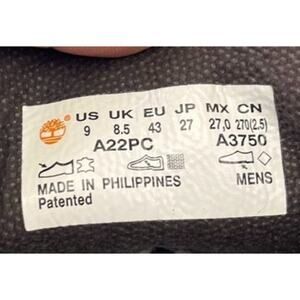 US UK EU JP MX CN
9 8.5 43 27 27,0 270(2.5)
A22PC A3750
MADE IN PHILIPPINES MENS
Patented